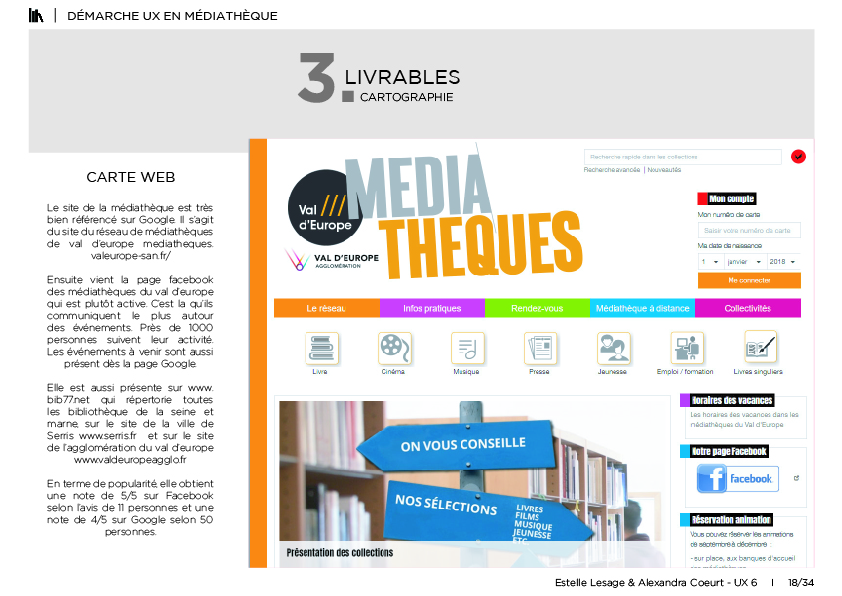 DÉMARCHE UX EN MÉDIATHÈQUE
3. LIVRABLES
CARTOGRAPHIE
CARTE WEB
Le site de la médiathèque est très
bien référencé sur Google. Il s'agit
du site du réseau de médiathèques
de val d'europe mediatheques.
valeurope-san.fr/
Ensuite vient la page facebook
des médiathèques du val d'europe
qui est plutôt active. C'est la qu'ils
communiquent le plus autour
des événements. Près de 1000
personnes suivent leur activité.
Les événements à venir sont aussi
présent dès la page Google.
Elle est aussi présente sur www.
bib77.net qui répertorie toutes
les bibliothèque de la seine et
marne, sur le site de la ville de
Serris www.serris.fr et sur le site
de l'agglomération du val d'europe
www.valdeuropeagglo.fr
En terme de popularité, elle obtient
une note de 5/5 sur Facebook
selon l'avis de 11 personnes et une
note de 4/5 sur Google selon 50
personnes.
Val ///
d'Europe
MEDIA
THEQUES
VAL D'EUROPE
AGGLOMÉRATION
Recherche rapide dans les collections
Recherche avancée | Nouveautés
Mon compte
Mon numéro de carte
Saisir votre numéro de carte
Ma date de naissance
1 janvier 2018
Me connecter
Le réseau Infos pratiques Rendez-vous Médiathèque à distance Collectivités
Livre Cinéma Musique Presse Jeunesse Emploi / formation Livres singuliers
ON VOUS CONSEILLE
NOS SÉLECTIONS
LIVRES
FILMS
MUSIQUE
JEUNESSE
ETC
Présentation des collections
Horaires des vacances
Les horaires des vacances dans les
médiathèques du Val d'Europe
Notre page Facebook
f facebook.
Réservation animation
Vous pouvez réserver les animations
de septembre à décembre :
- sur place, aux banques d'accueil
Estelle Lesage & Alexandra Coeurt - UX 6 | 18/34